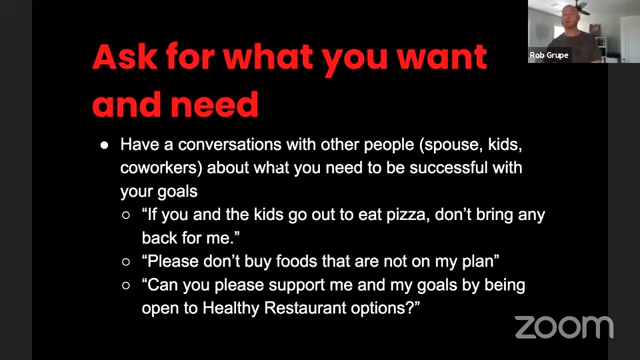 Ask for what you want
and need
Rob Grupe
● Have a conversations with other people (spouse, kids,
coworkers) about what you need to be successful with
your goals
○ “If you and the kids go out to eat pizza, don’t bring any
back for me.”
○ “Please don’t buy foods that are not on my plan”
○ “Can you please support me and my goals by being
open to Healthy Restaurant options?”
zoom